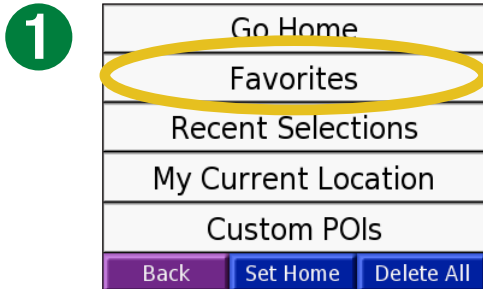 1
Go Home
Favorites
Recent Selections
My Current Location
Custom POIs
Back Set Home Delete All